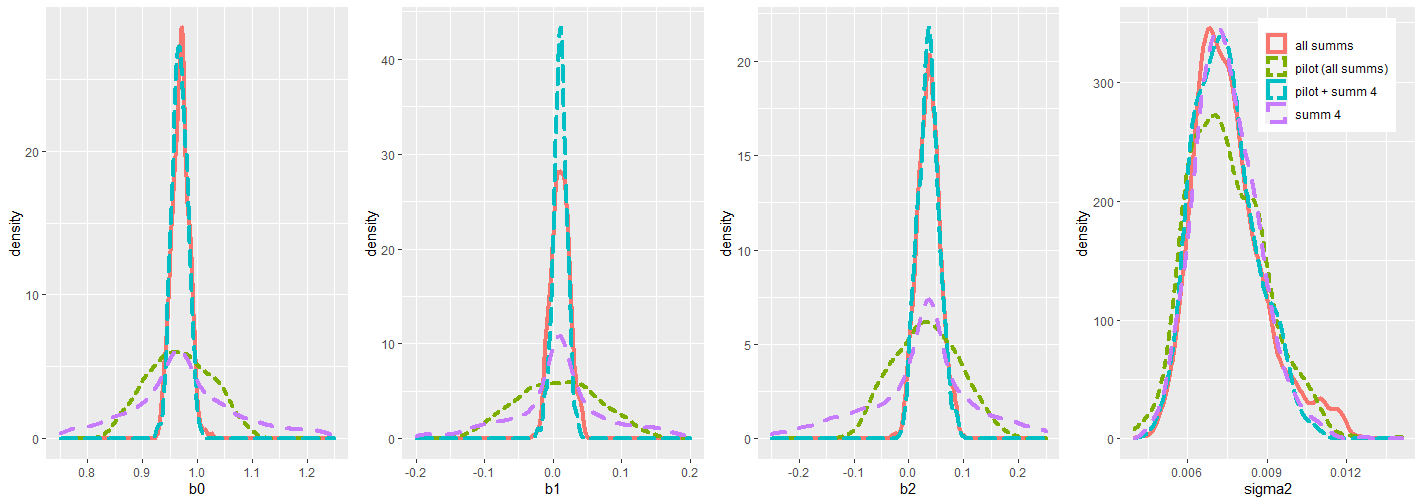 density
20
10
0
0.8
0.9
1.0
1.1
1.2
b0
density
40
30
20
10
0
-0.2
-0.1
0.0
0.1
0.2
b1
density
20
15
10
5
0
-0.2
-0.1
0.0
0.1
0.2
b2
density
300
200
100
0
0.006
0.009
0.012
sigma2
all summs
pilot (all summs)
pilot + summ 4
summ 4